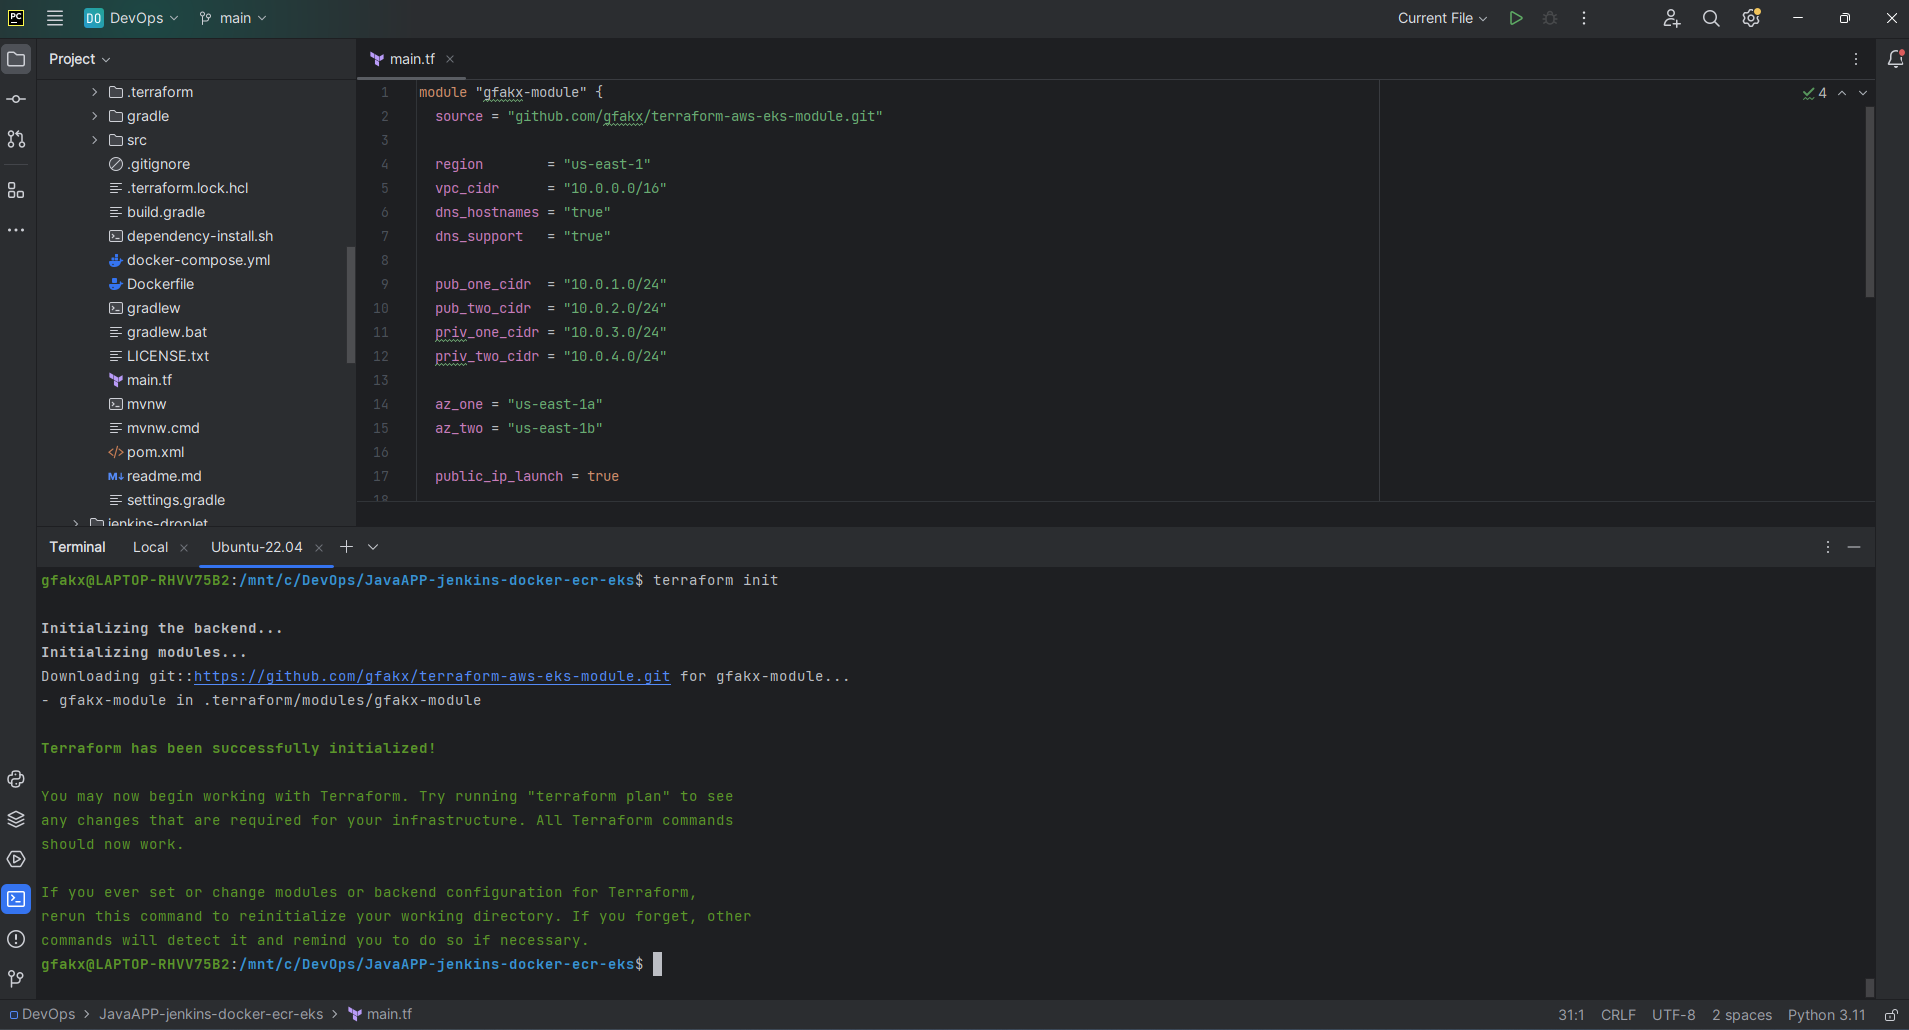 PC DO DevOps main Current File
Project
main.tf
.terraform
gradle
src
.gitignore
.terraform.lock.hcl
build.gradle
dependency-install.sh
docker-compose.yml
Dockerfile
gradlew
gradlew.bat
LICENSE.txt
main.tf
mvnw
mvnw.cmd
</> pom.xml
M↓ readme.md
settings.gradle
jenkins-droplet
4
1 module "gfakx-module" {
2   source = "github.com/gfakx/terraform-aws-eks-module.git"
3
4   region        = "us-east-1"
5   vpc_cidr      = "10.0.0.0/16"
6   dns_hostnames = "true"
7   dns_support   = "true"
8
9   pub_one_cidr  = "10.0.1.0/24"
10   pub_two_cidr  = "10.0.2.0/24"
11   priv_one_cidr = "10.0.3.0/24"
12   priv_two_cidr = "10.0.4.0/24"
13
14   az_one = "us-east-1a"
15   az_two = "us-east-1b"
16
17   public_ip_launch = true
18
Terminal Local Ubuntu-22.04
gfakx@LAPTOP-RHVV75B2:/mnt/c/DevOps/JavaAPP-jenkins-docker-ecr-eks$ terraform init
Initializing the backend...
Initializing modules...
Downloading git::https://github.com/gfakx/terraform-aws-eks-module.git for gfakx-module...
- gfakx-module in .terraform/modules/gfakx-module
Terraform has been successfully initialized!
You may now begin working with Terraform. Try running "terraform plan" to see
any changes that are required for your infrastructure. All Terraform commands
should now work.
If you ever set or change modules or backend configuration for Terraform,
rerun this command to reinitialize your working directory. If you forget, other
commands will detect it and remind you to do so if necessary.
gfakx@LAPTOP-RHVV75B2:/mnt/c/DevOps/JavaAPP-jenkins-docker-ecr-eks$
DevOps > JavaAPP-jenkins-docker-ecr-eks > main.tf
31:1 CRLF UTF-8 2 spaces Python 3.11